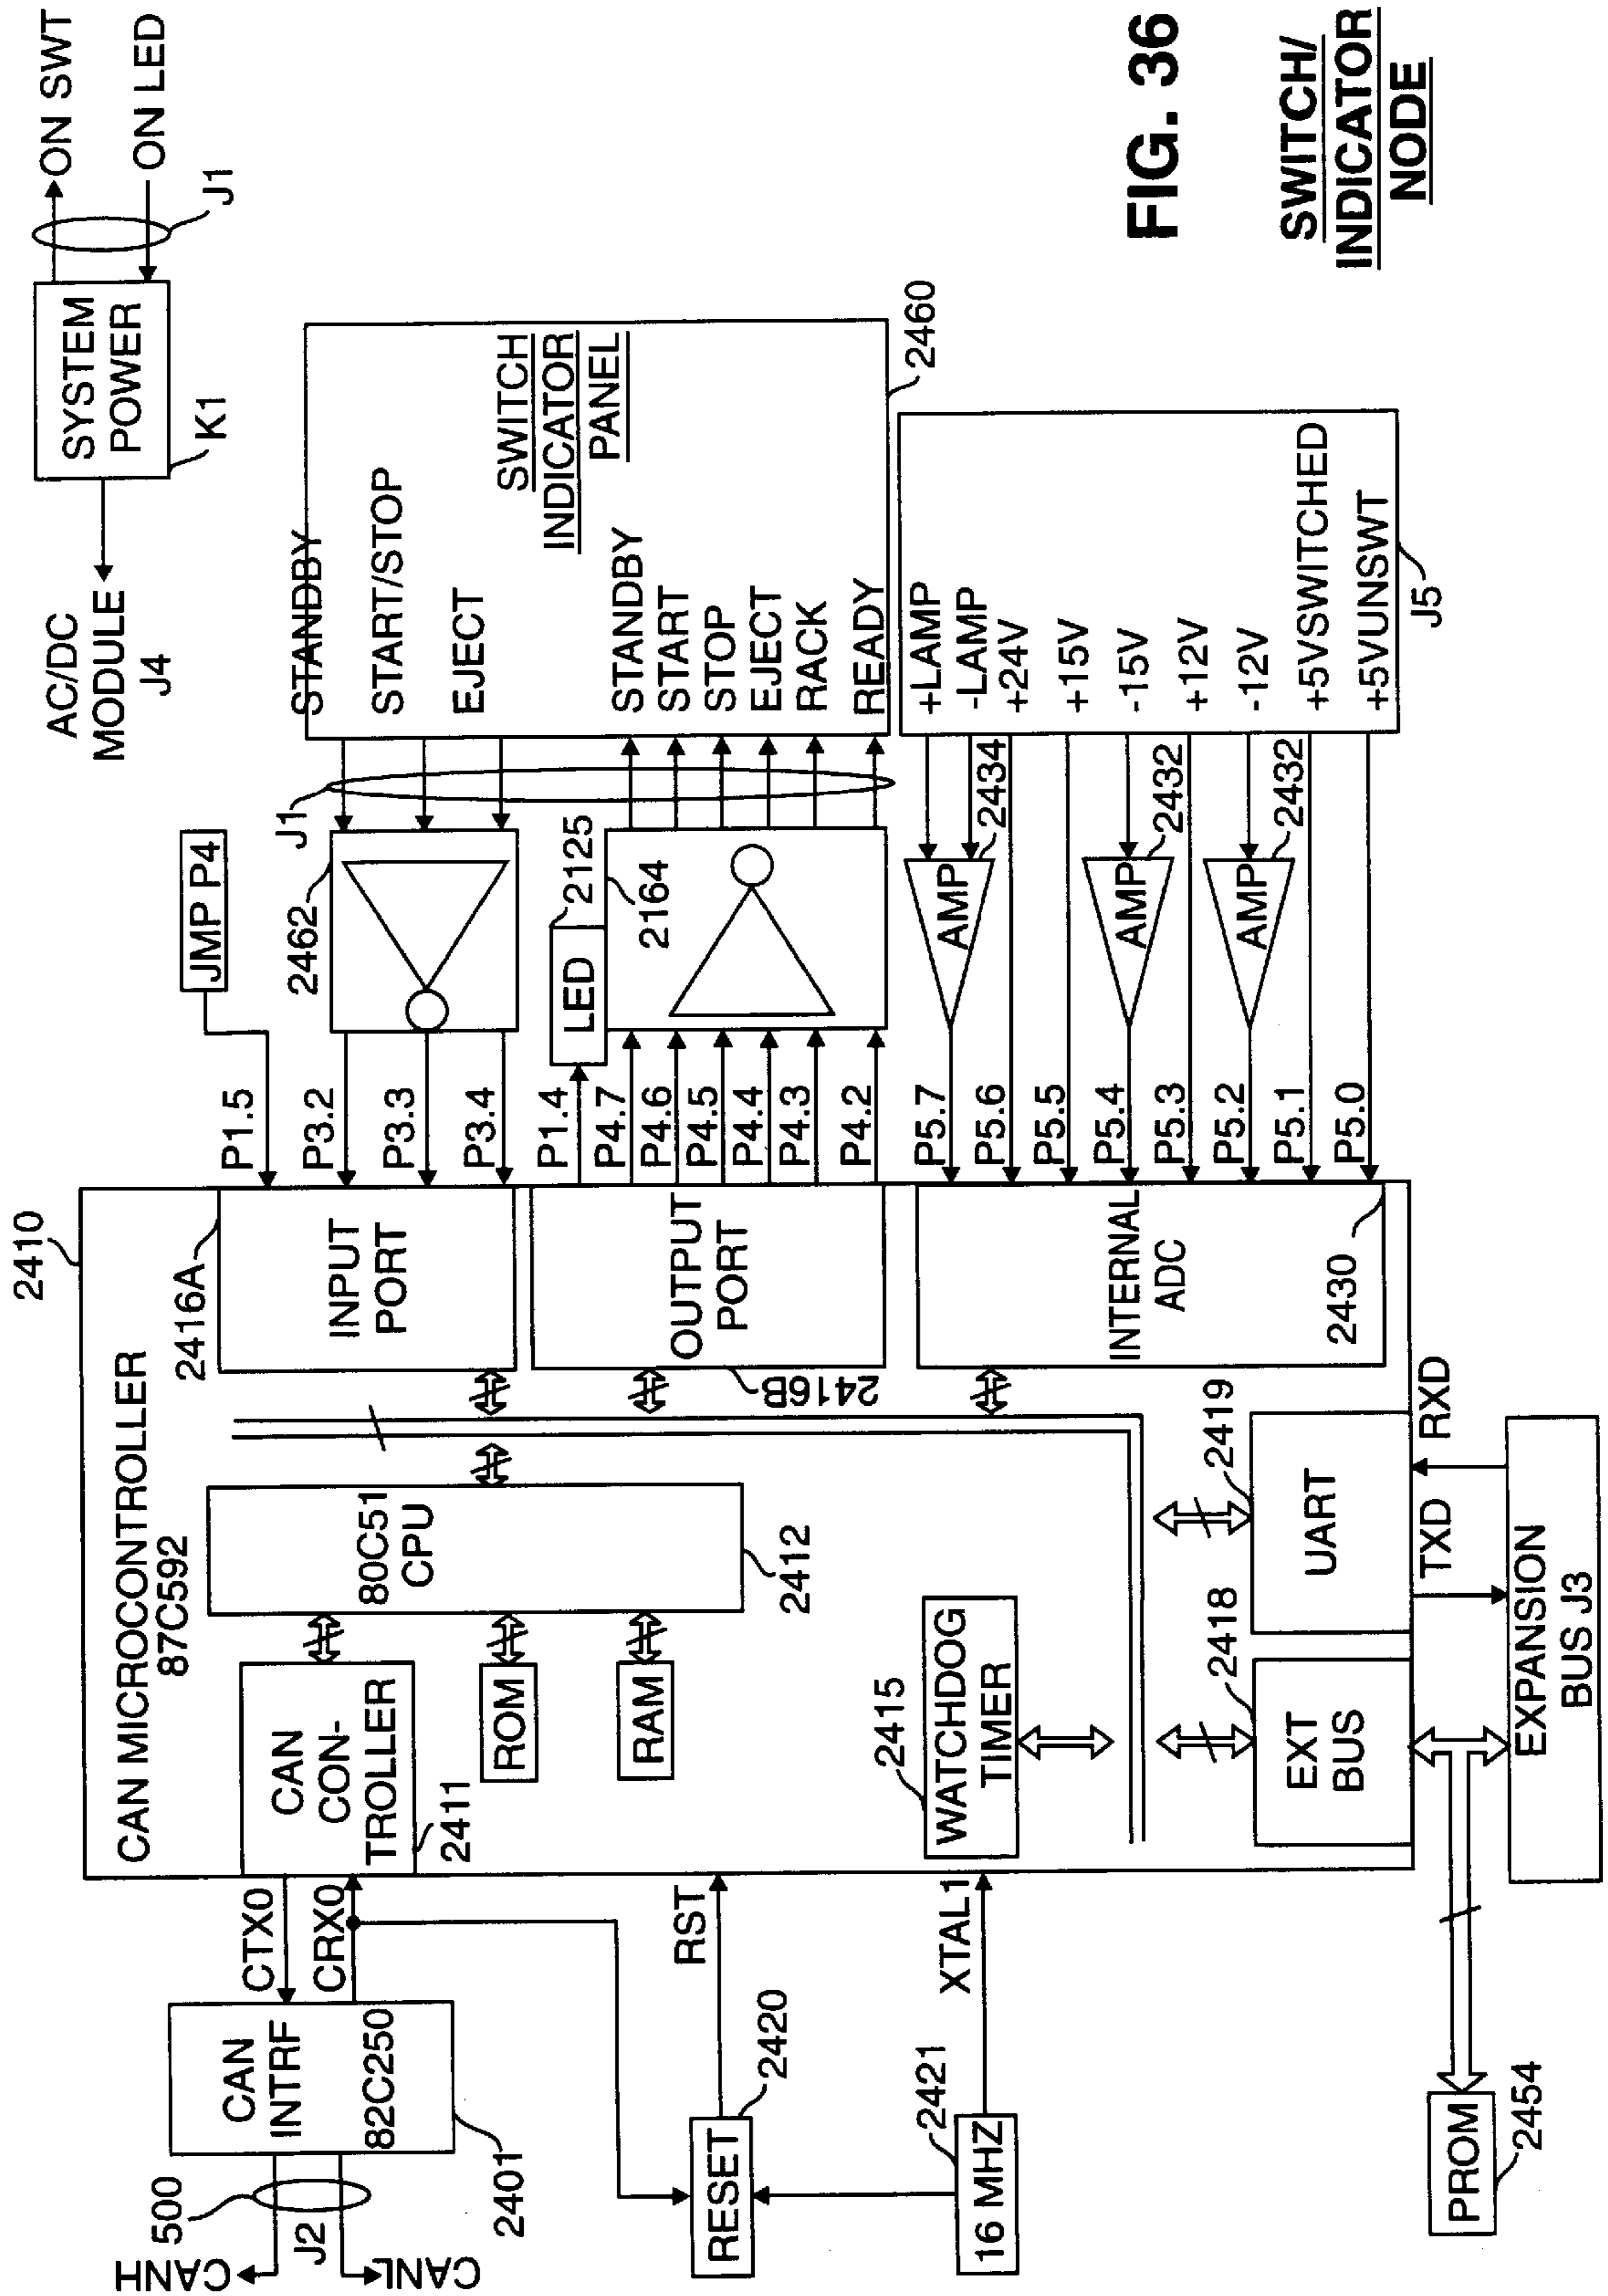 CANH
CANL
500
J2
CAN
INTRF
82C250
2401
CTX0
CRX0
RESET
2420
RST
16 MHZ
2421
XTAL1
PROM
2454
2410
CAN MICROCONTROLLER
87C592
CAN
CON-
TROLLER
2411
ROM
RAM
80C51
CPU
2412
WATCHDOG
TIMER
2415
EXT
BUS
2418
UART
2419
TXD
RXD
EXPANSION
BUS J3
INPUT
PORT
2416A
OUTPUT
PORT
2416B
INTERNAL
ADC
2430
P1.5
P3.2
P3.3
P3.4
P1.4
P4.7
P4.6
P4.5
P4.4
P4.3
P4.2
P5.7
P5.6
P5.5
P5.4
P5.3
P5.2
P5.1
P5.0
JMP P4
2462
LED
2125
2164
J1
AMP
2434
AMP
2432
AMP
2432
STANDBY
START/STOP
EJECT
SWITCH
INDICATOR
PANEL
STANDBY
START
STOP
EJECT
RACK
READY
2460
+LAMP
-LAMP
+24V
+15V
-15V
+12V
-12V
+5VSWITCHED
+5VUNSWT
J5
AC/DC
MODULE
J4
SYSTEM
POWER
K1
J1
ON SWT
ON LED
FIG. 36
SWITCH/
INDICATOR
NODE